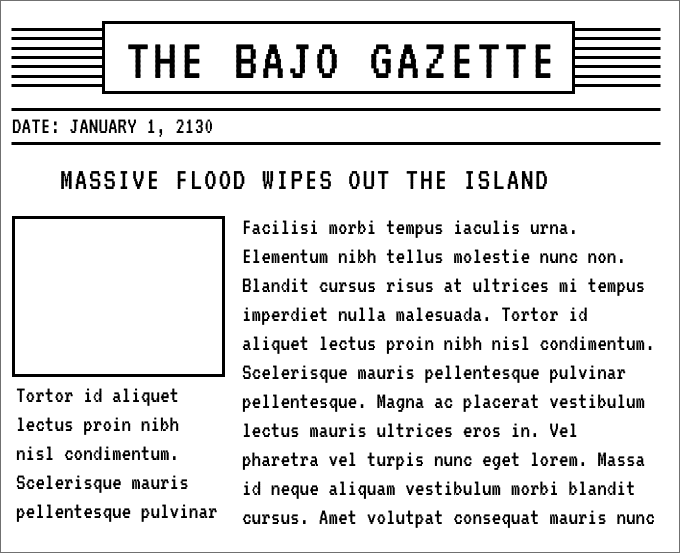 THE BAJO GAZETTE
DATE: JANUARY 1, 2130
MASSIVE FLOOD WIPES OUT THE ISLAND
Tortor id aliquet
lectus proin nibh
nisl condimentum.
Scelerisque mauris
pellentesque pulvinar
Facilisi morbi tempus iaculis urna.
Elementum nibh tellus molestie nunc non.
Blandit cursus risus at ultrices mi tempus
imperdiet nulla malesuada. Tortor id
aliquet lectus proin nibh nisl condimentum.
Scelerisque mauris pellentesque pulvinar
pellentesque. Magna ac placerat vestibulum
lectus mauris ultrices eros in. Vel
pharetra vel turpis nunc eget lorem. Massa
id neque aliquam vestibulum morbi blandit
cursus. Amet volutpat consequat mauris nunc